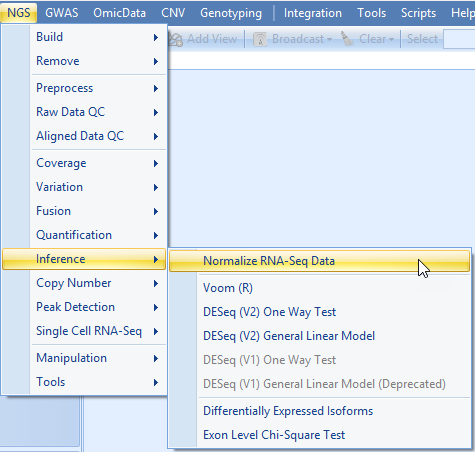 NGS GWAS OmicData CNV Genotyping Integration Tools Scripts Help
Add View Broadcast Clear Select
Build
Remove
Preprocess
Raw Data QC
Aligned Data QC
Coverage
Variation
Fusion
Quantification
Inference
Copy Number
Peak Detection
Single Cell RNA-Seq
Manipulation
Tools
Normalize RNA-Seq Data
Voom (R)
DESeq (V2) One Way Test
DESeq (V2) General Linear Model
DESeq (V1) One Way Test
DESeq (V1) General Linear Model (Deprecated)
Differentially Expressed Isoforms
Exon Level Chi-Square Test